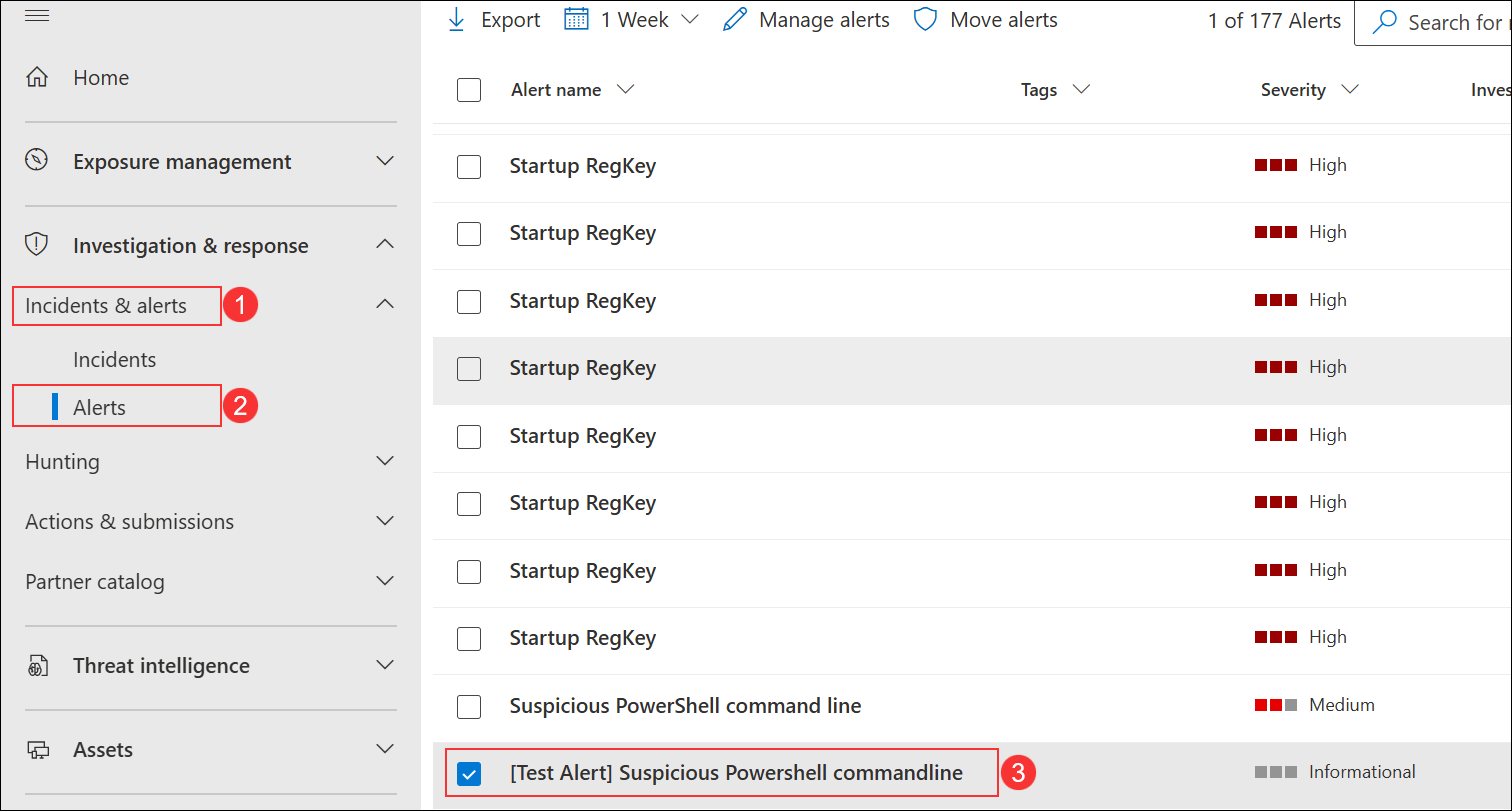 Export
1 Week
Manage alerts
Move alerts
1 of 177 Alerts
Search for
Home
Exposure management
Investigation & response
Incidents & alerts
1
Incidents
Alerts
2
Hunting
Actions & submissions
Partner catalog
Threat intelligence
Assets
Alert name
Tags
Severity
Startup RegKey
High
Startup RegKey
High
Startup RegKey
High
Startup RegKey
High
Startup RegKey
High
Startup RegKey
High
Startup RegKey
High
Startup RegKey
High
Suspicious PowerShell command line
Medium
[Test Alert] Suspicious Powershell commandline
3
Informational